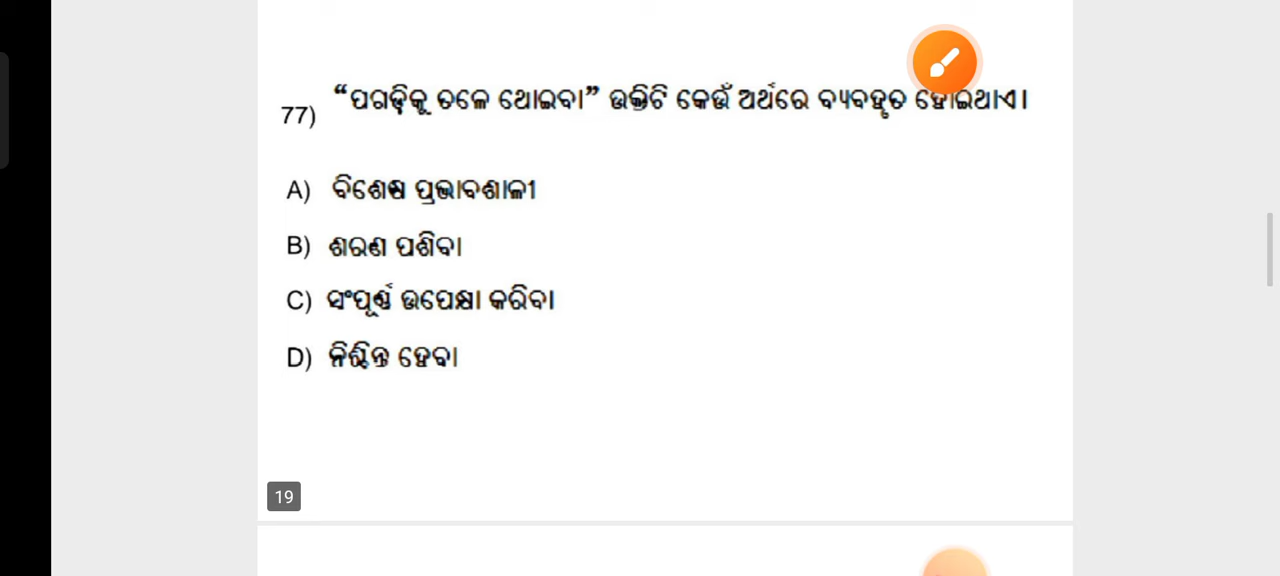 77) “ପଗଡ଼ିକୁ ତଳେ ଥୋଇବା” ଉକ୍ତିଟି କେଉଁ ଅର୍ଥରେ ବ୍ୟବହୃତ ହୋଇଥାଏ।
A) ବିଶେଷ ପ୍ରଭାବଶାଳୀ
B) ଶରଣ ପଶିବା
C) ସଂପୂର୍ଣ୍ଣ ଉପେକ୍ଷା କରିବା
D) ନିଶ୍ଚିନ୍ତ ହେବା
19